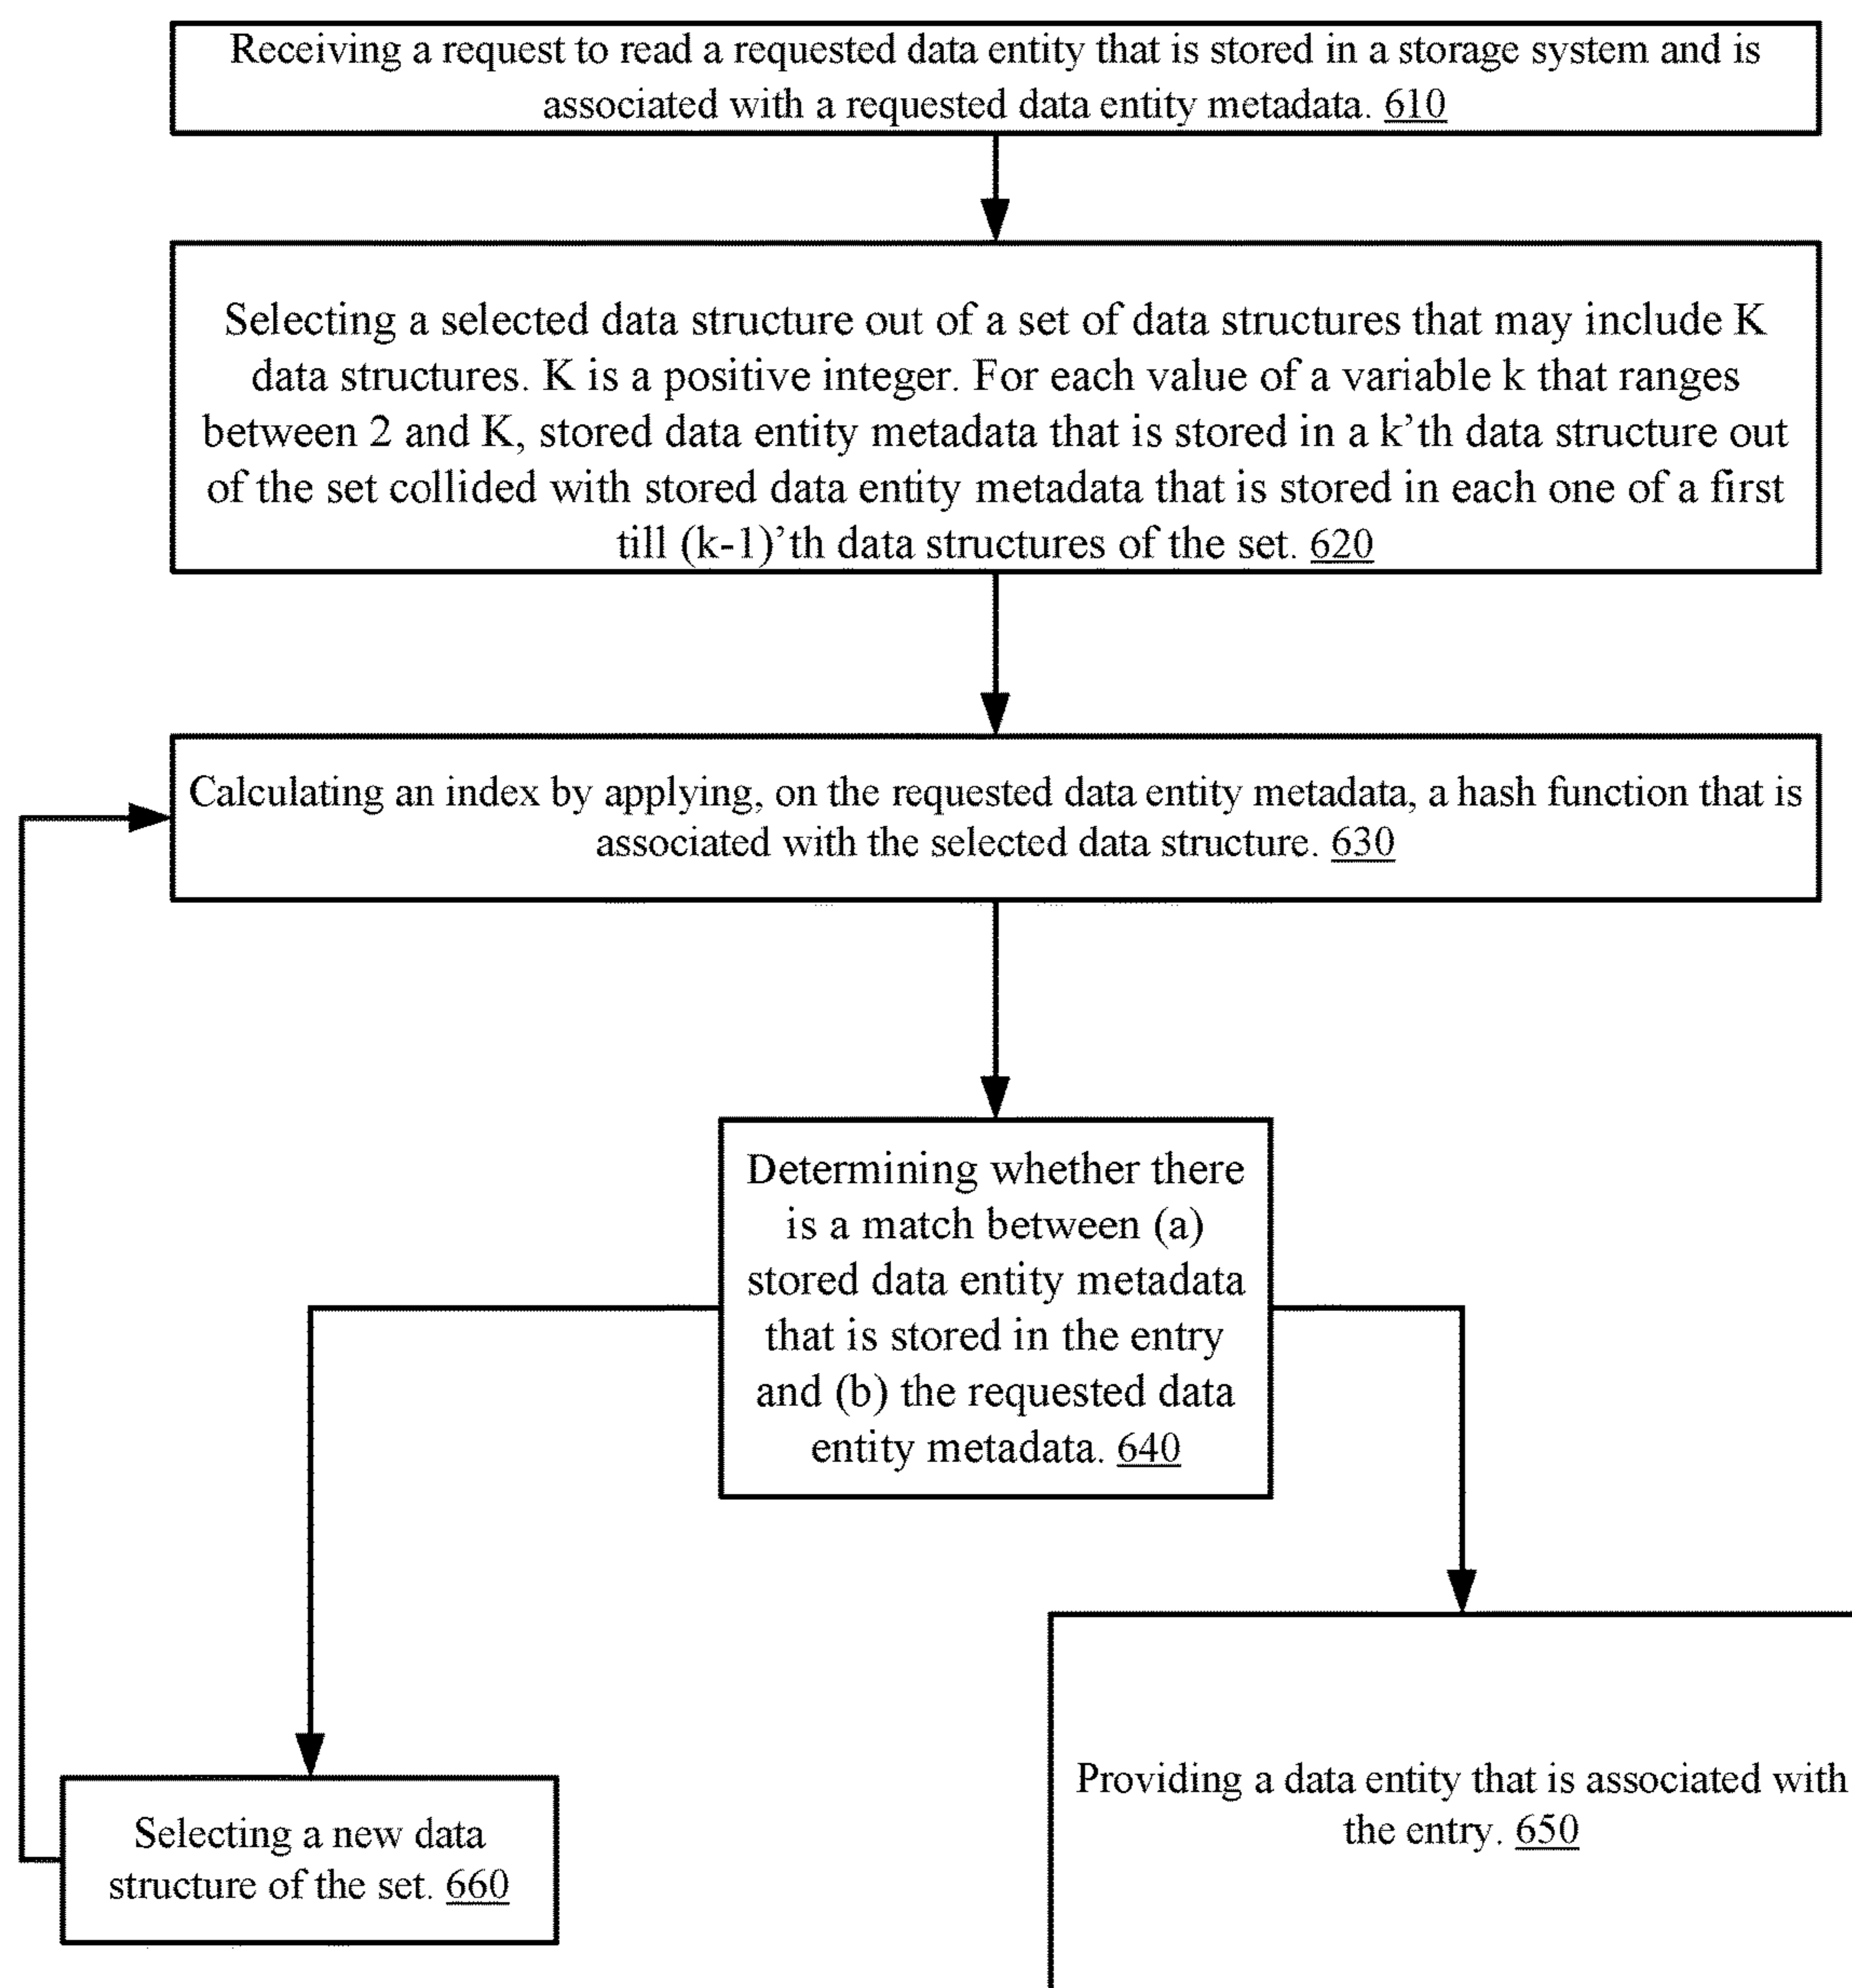 Receiving a request to read a requested data entity that is stored in a storage system and is
associated with a requested data entity metadata. 610
Selecting a selected data structure out of a set of data structures that may include K
data structures. K is a positive integer. For each value of a variable k that ranges
between 2 and K, stored data entity metadata that is stored in a k’th data structure out
of the set collided with stored data entity metadata that is stored in each one of a first
till (k-1)’th data structures of the set. 620
Calculating an index by applying, on the requested data entity metadata, a hash function that is
associated with the selected data structure. 630
Determining whether there
is a match between (a)
stored data entity metadata
that is stored in the entry
and (b) the requested data
entity metadata. 640
Providing a data entity that is associated with
the entry. 650
Selecting a new data
structure of the set. 660